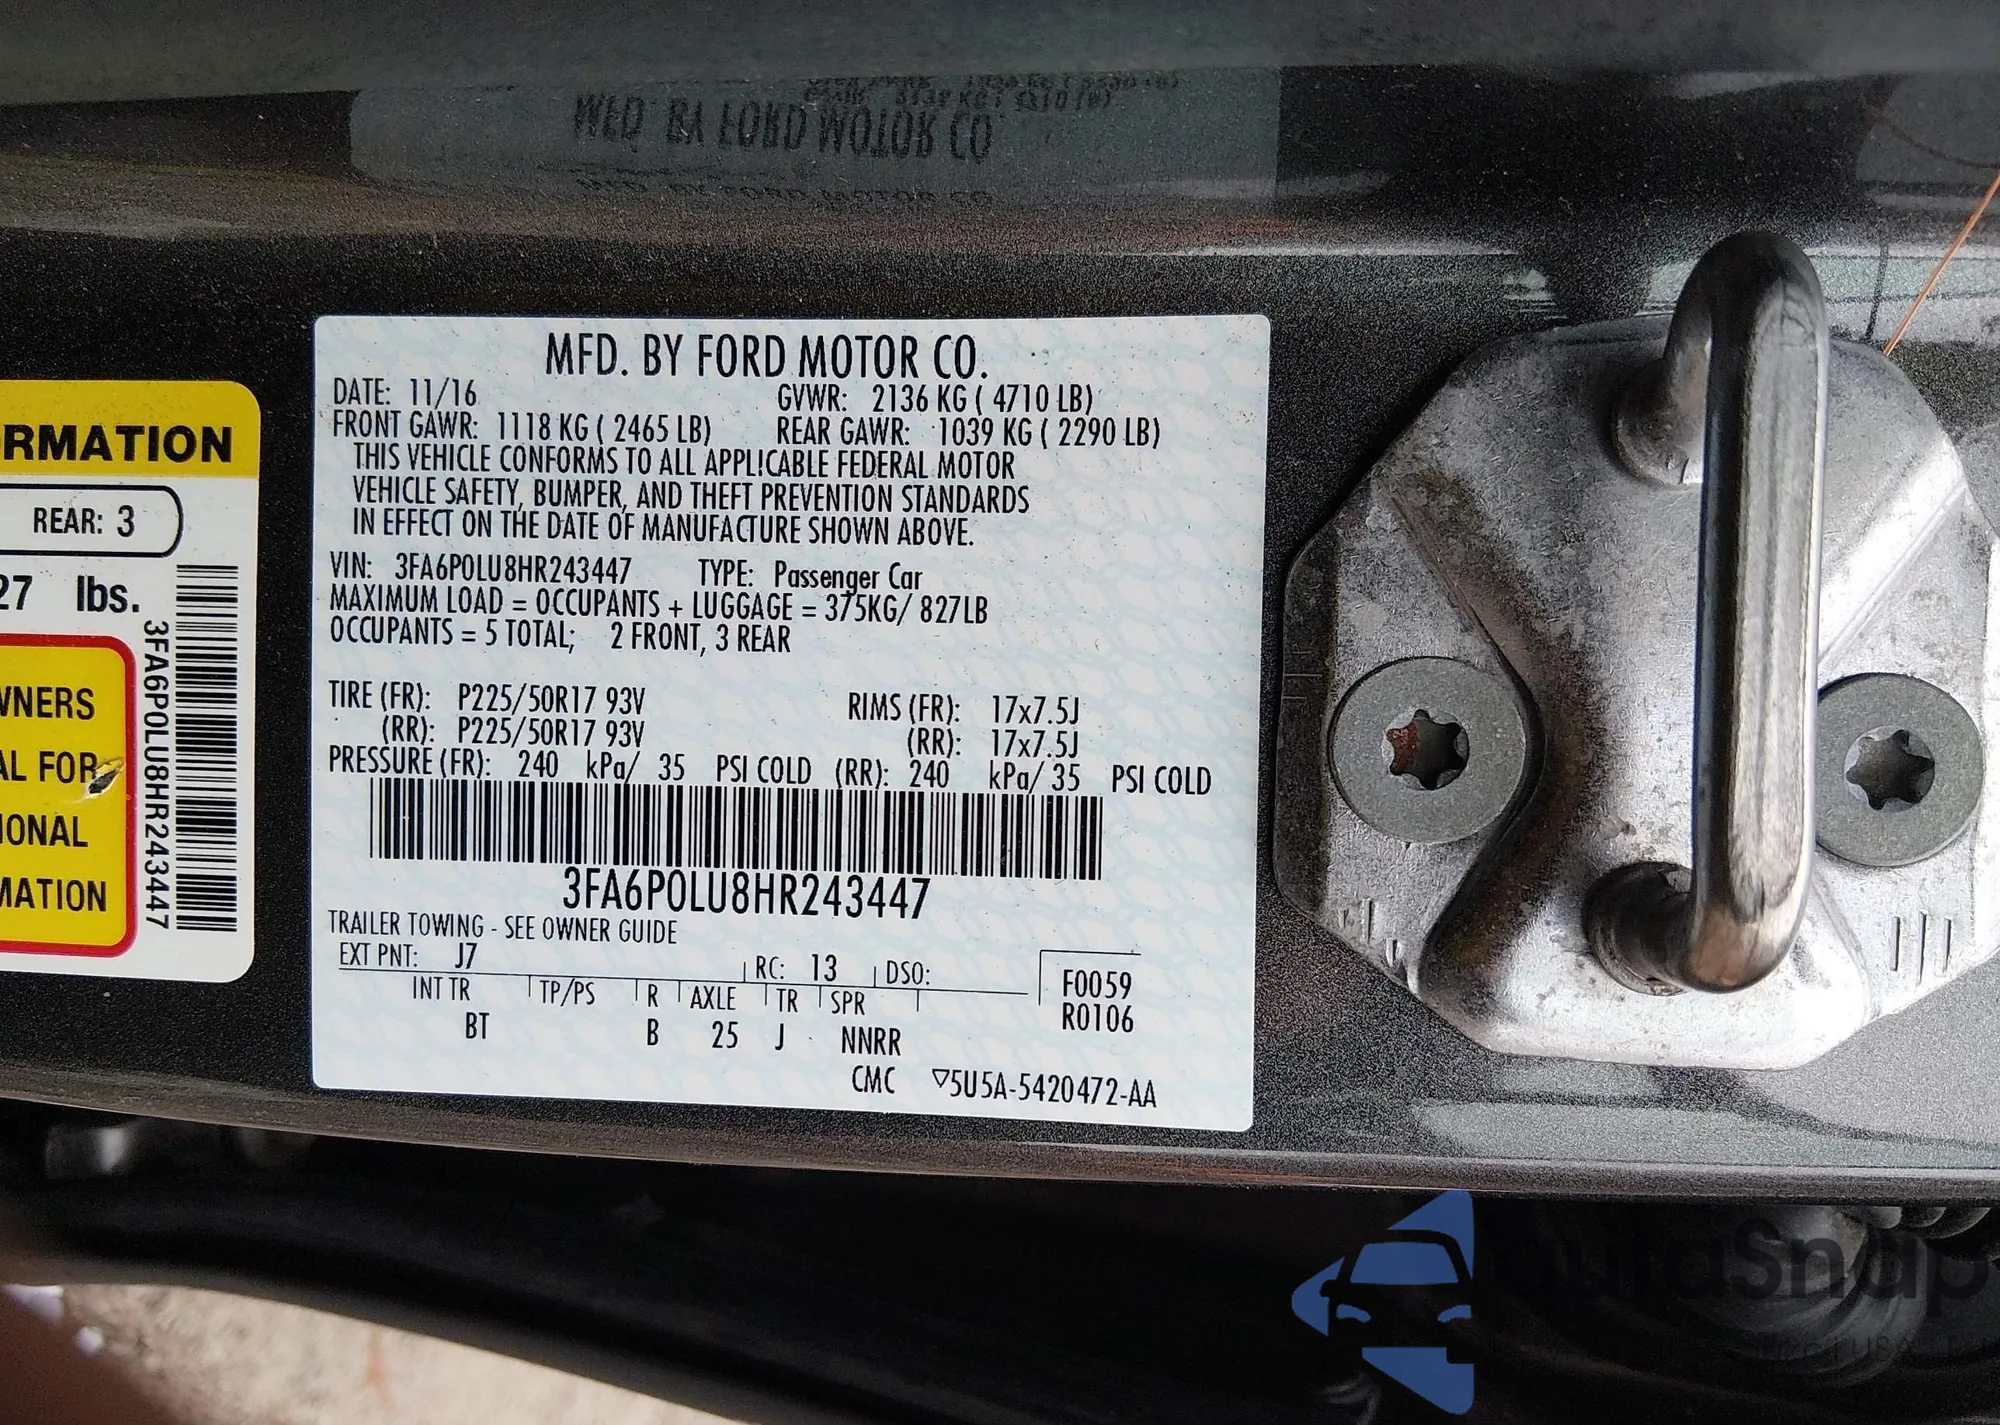 RMATION
REAR: 3
27 lbs.
WNERS
AL FOR
IONAL
MATION
3FA6P0LU8HR243447
MFD. BY FORD MOTOR CO.
DATE: 11/16 GVWR: 2136 KG ( 4710 LB)
FRONT GAWR: 1118 KG ( 2465 LB) REAR GAWR: 1039 KG ( 2290 LB)
THIS VEHICLE CONFORMS TO ALL APPLICABLE FEDERAL MOTOR
VEHICLE SAFETY, BUMPER, AND THEFT PREVENTION STANDARDS
IN EFFECT ON THE DATE OF MANUFACTURE SHOWN ABOVE.
VIN: 3FA6P0LU8HR243447 TYPE: Passenger Car
MAXIMUM LOAD = OCCUPANTS + LUGGAGE = 375KG/ 827LB
OCCUPANTS = 5 TOTAL; 2 FRONT, 3 REAR
TIRE (FR): P225/50R17 93V RIMS (FR): 17x7.5J
(RR): P225/50R17 93V (RR): 17x7.5J
PRESSURE (FR): 240 kPa/ 35 PSI COLD (RR): 240 kPa/ 35 PSI COLD
3FA6P0LU8HR243447
TRAILER TOWING - SEE OWNER GUIDE
EXT PNT: J7 RC: 13 DSO: F0059
INT TR TP/PS R AXLE TR SPR R0106
BT B 25 J NNRR
CMC ▽5U5A-5420472-AA
AutoSnap